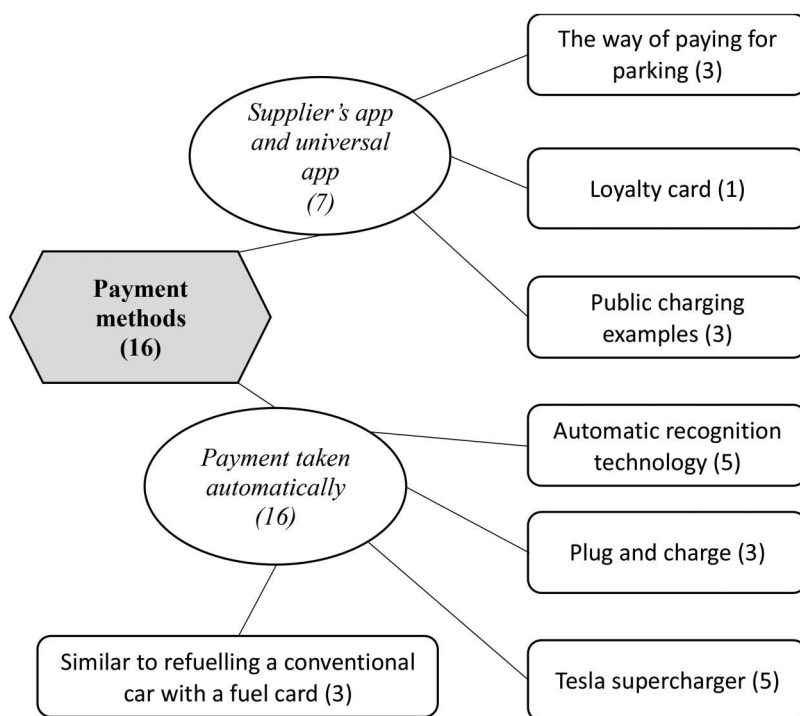 The way of paying for
parking (3)
Supplier’s app
and universal
app
(7)
Loyalty card (1)
Public charging
examples (3)
Payment
methods
(16)
Automatic recognition
technology (5)
Payment taken
automatically
(16)
Plug and charge (3)
Similar to refuelling a conventional
car with a fuel card (3)
Tesla supercharger (5)